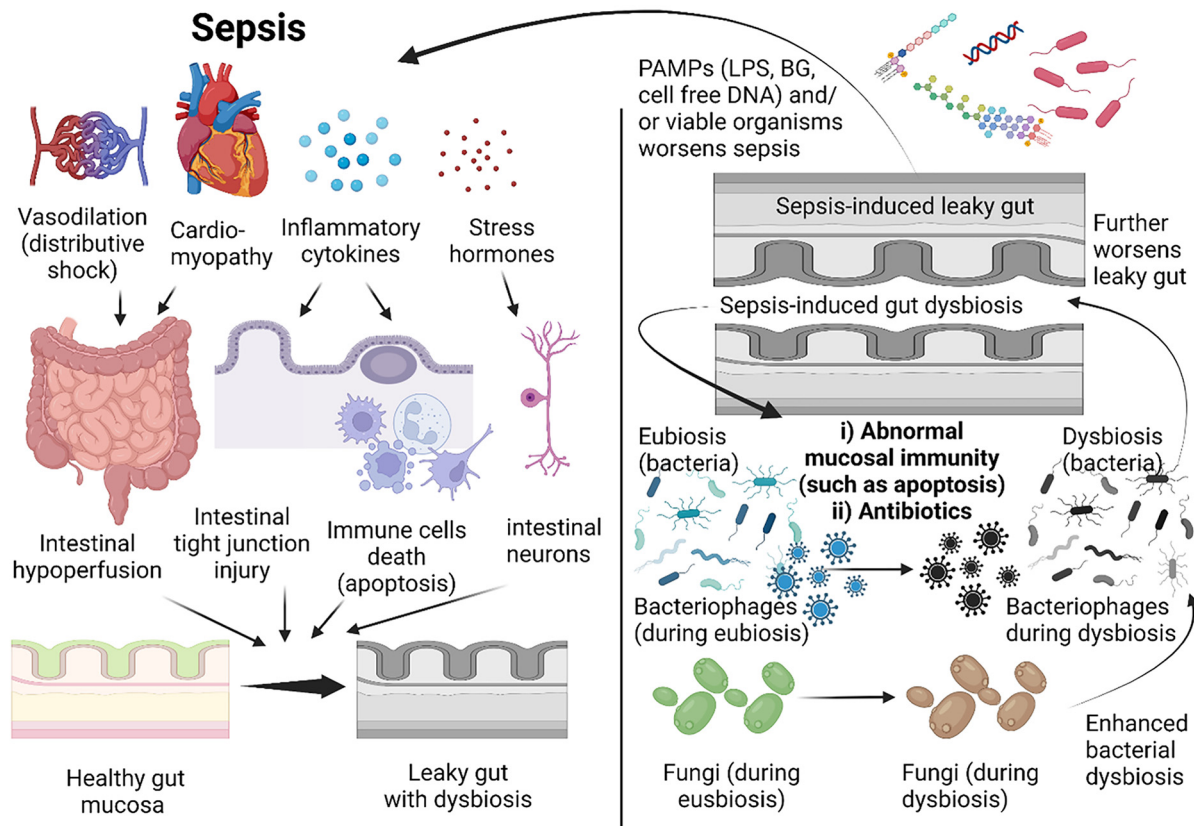 Sepsis
Vasodilation
(distributive
shock)
Cardio-
myopathy
Inflammatory
cytokines
Stress
hormones
Intestinal
hypoperfusion
Intestinal
tight junction
injury
Immune cells
death
(apoptosis)
intestinal
neurons
Healthy gut
mucosa
Leaky gut
with dysbiosis
PAMPs (LPS, BG,
cell free DNA) and/
or viable organisms
worsens sepsis
Sepsis-induced leaky gut
Further
worsens
leaky gut
Sepsis-induced gut dysbiosis
Eubiosis
(bacteria)
i) Abnormal
mucosal immunity
(such as apoptosis)
ii) Antibiotics
Dysbiosis
(bacteria)
Bacteriophages
(during eubiosis)
Bacteriophages
during dysbiosis
Fungi (during
eusbiosis)
Fungi (during
dysbiosis)
Enhanced
bacterial
dysbiosis